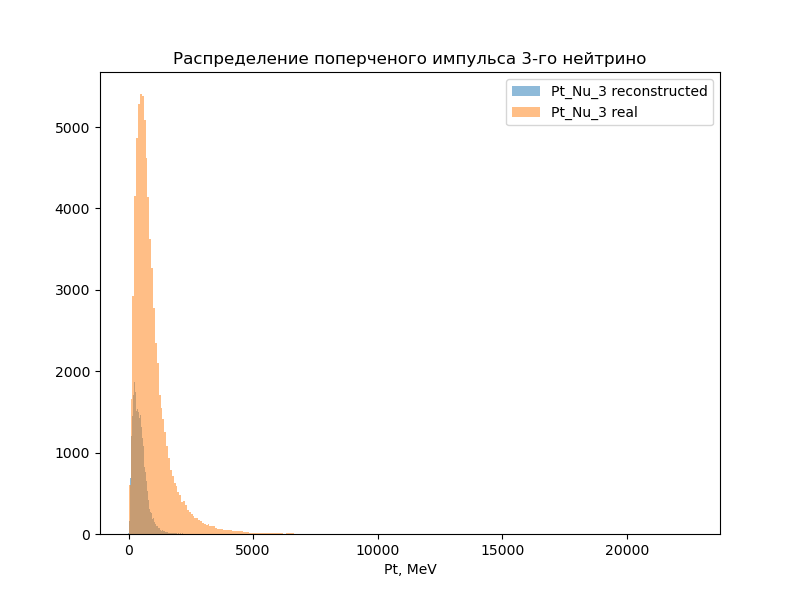 Распределение поперченого импульса 3-го нейтрино
Pt_Nu_3 reconstructed
Pt_Nu_3 real
5000
4000
3000
2000
1000
0
0 5000 10000 15000 20000
Pt, MeV